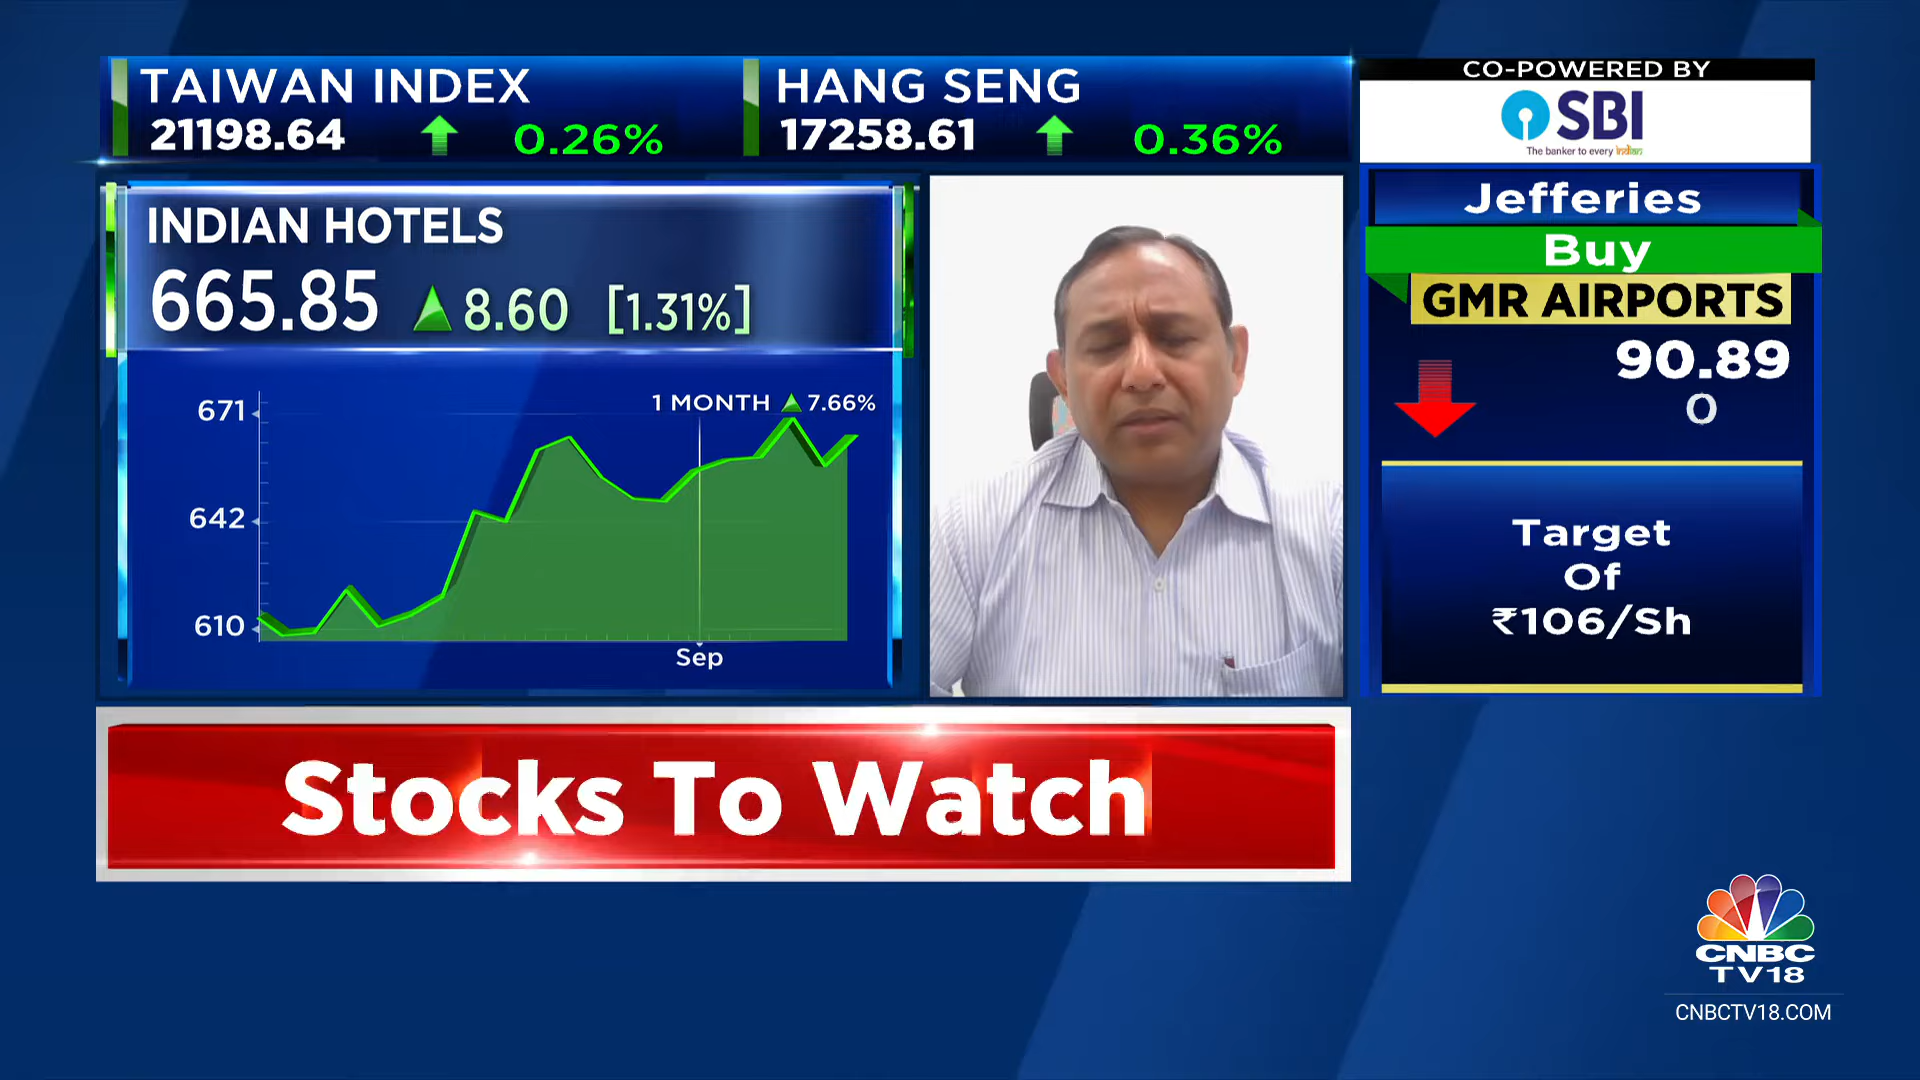 TAIWAN INDEX
21198.64 0.26%
HANG SENG
17258.61 0.36%
CO-POWERED BY
SBI
The banker to every indian
INDIAN HOTELS
665.85 8.60 [1.31%]
1 MONTH 7.66%
671
642
610
Sep
Jefferies
Buy
GMR AIRPORTS
90.89
0
Target
Of
₹106/Sh
Stocks To Watch
CNBC
TV18
CNBCTV18.COM